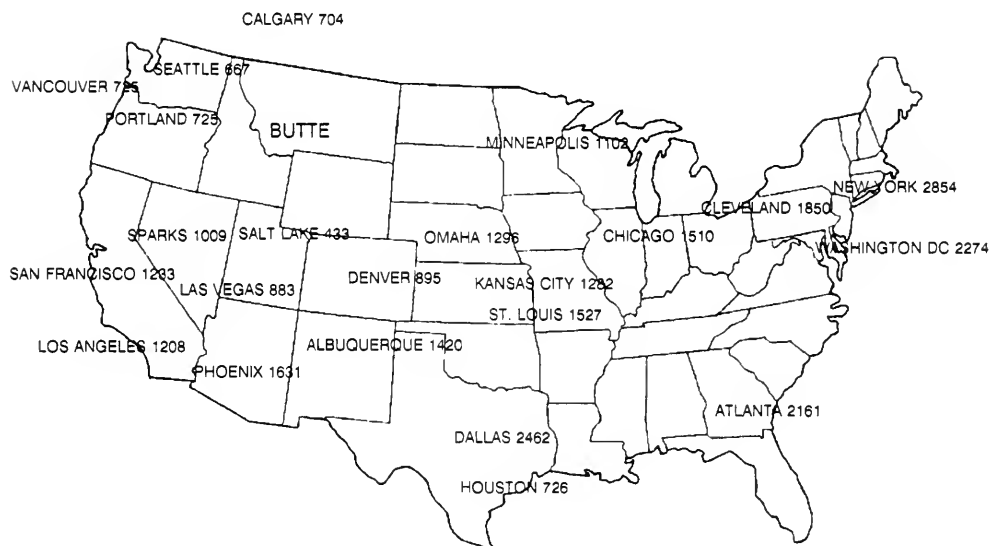 CALGARY 704
SEATTLE 667
VANCOUVER 725
PORTLAND 725
BUTTE
MINNEAPOLIS 1102
NEW YORK 2854
CLEVELAND 1850
SPARKS 1009
SALT LAKE 433
OMAHA 1296
CHICAGO 1510
WASHINGTON DC 2274
SAN FRANCISCO 1233
LAS VEGAS 883
DENVER 895
KANSAS CITY 1282
ST. LOUIS 1527
LOS ANGELES 1208
ALBUQUERQUE 1420
PHOENIX 1631
ATLANTA 2161
DALLAS 2462
HOUSTON 726